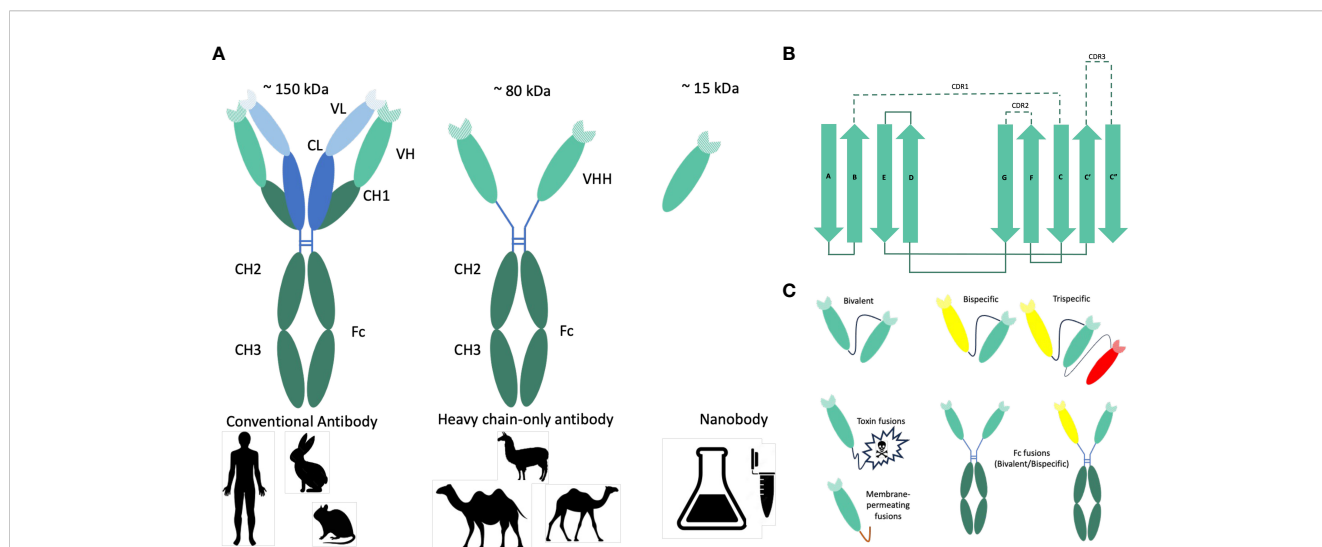 A
~ 150 kDa
VL
CL
VH
CH1
CH2
Fc
CH3
Conventional Antibody
~ 80 kDa
VHH
CH2
Fc
CH3
Heavy chain-only antibody
~ 15 kDa
Nanobody
B
CDR1
CDR2
CDR3
A B E D G F C C' C"
C
Bivalent
Bispecific
Trispecific
Toxin fusions
Membrane-
permeating
fusions
Fc fusions
(Bivalent/Bispecific)